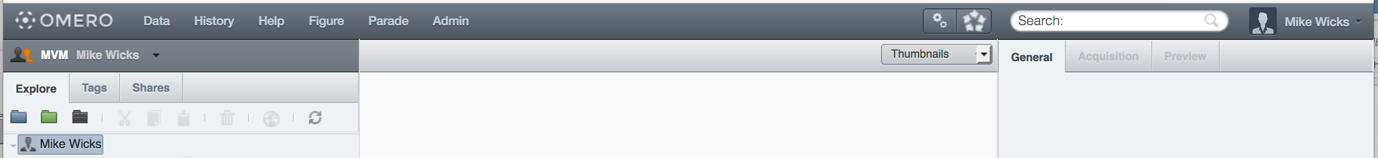 OMERO Data History Help Figure Parade Admin Search: Mike Wicks
MVM Mike Wicks Thumbnails General Acquisition Preview
Explore Tags Shares
Mike Wicks